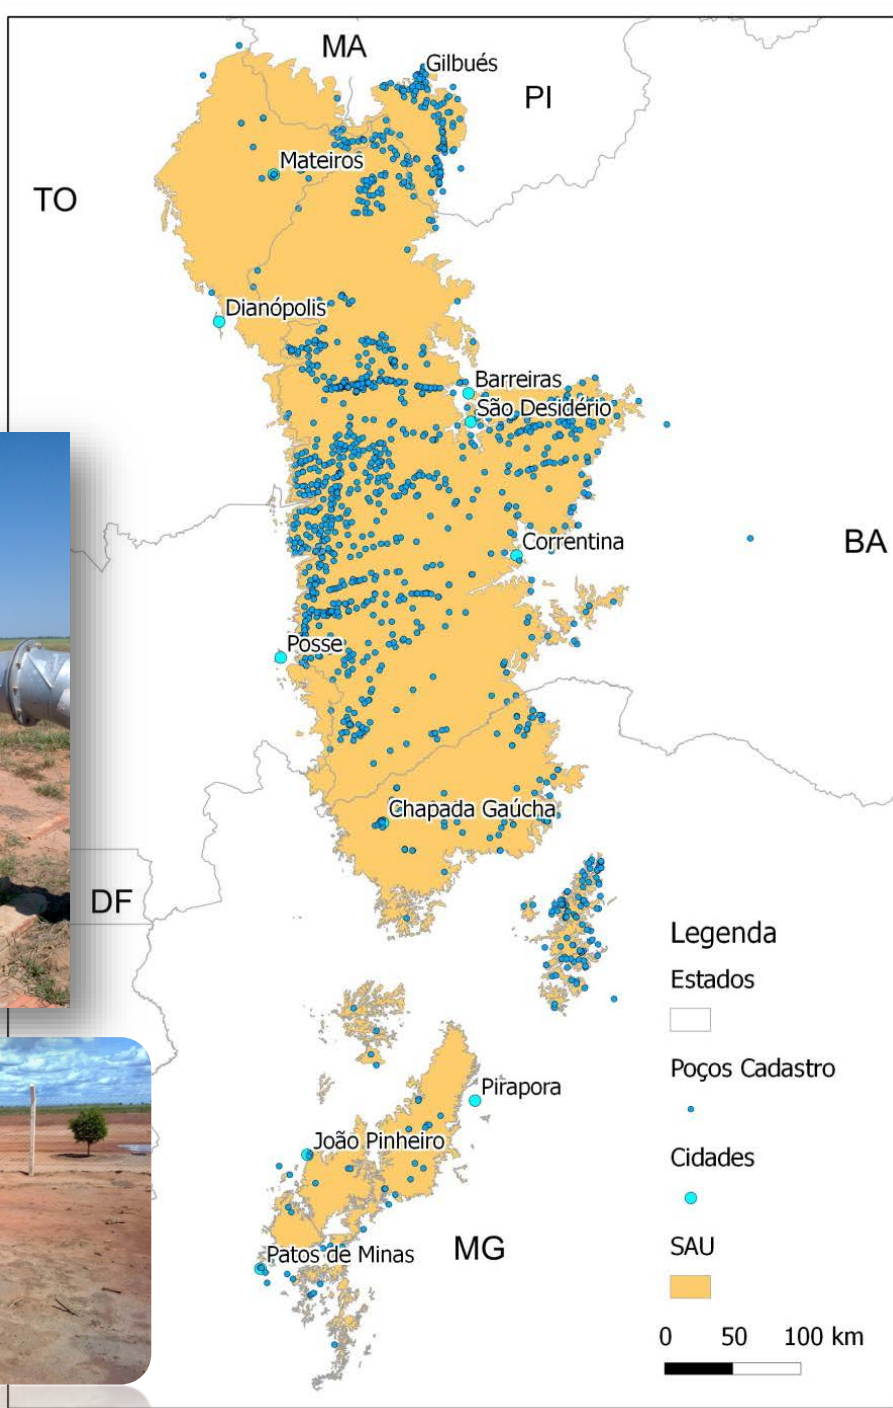 MA
Gilbués
PI
Mateiros
TO
Dianópolis
Barreiras
São Desidério
Correntina
BA
Posse
Chapada Gaúcha
DF
Legenda
Estados
Poços Cadastro
Pirapora
João Pinheiro
Cidades
SAU
Patos de Minas
MG
0 50 100 km